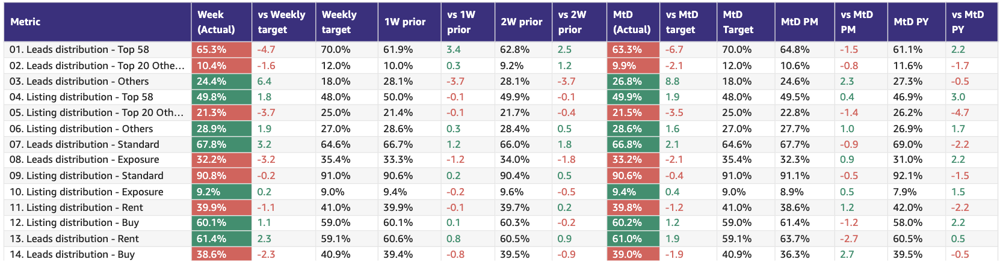 Metric Week (Actual) vs Weekly target Weekly target 1W prior vs 1W prior 2W prior vs 2W prior MtD (Actual) vs MtD target MtD Target MtD PM vs MtD PM MtD PY vs MtD PY
01. Leads distribution - Top 58 65.3% -4.7 70.0% 61.9% 3.4 62.8% 2.5 63.3% -6.7 70.0% 64.8% -1.5 61.1% 2.2
02. Leads distribution - Top 20 Othe... 10.4% -1.6 12.0% 10.0% 0.3 9.2% 1.2 9.9% -2.1 12.0% 10.6% -0.8 11.6% -1.7
03. Leads distribution - Others 24.4% 6.4 18.0% 28.1% -3.7 28.1% -3.7 26.8% 8.8 18.0% 24.6% 2.3 27.3% -0.5
04. Listing distribution - Top 58 49.8% 1.8 48.0% 50.0% -0.1 49.9% -0.1 49.9% 1.9 48.0% 49.5% 0.4 46.9% 3.0
05. Listing distribution - Top 20 Oth... 21.3% -3.7 25.0% 21.4% -0.1 21.7% -0.4 21.5% -3.5 25.0% 22.8% -1.4 26.2% -4.7
06. Listing distribution - Others 28.9% 1.9 27.0% 28.6% 0.3 28.4% 0.5 28.6% 1.6 27.0% 27.7% 1.0 26.9% 1.7
07. Leads distribution - Standard 67.8% 3.2 64.6% 66.7% 1.2 66.0% 1.8 66.8% 2.1 64.6% 67.7% -0.9 69.0% -2.2
08. Leads distribution - Exposure 32.2% -3.2 35.4% 33.3% -1.2 34.0% -1.8 33.2% -2.1 35.4% 32.3% 0.9 31.0% 2.2
09. Listing distribution - Standard 90.8% -0.2 91.0% 90.6% 0.2 90.4% 0.5 90.6% -0.4 91.0% 91.1% -0.5 92.1% -1.5
10. Listing distribution - Exposure 9.2% 0.2 9.0% 9.4% -0.2 9.6% -0.5 9.4% 0.4 9.0% 8.9% 0.5 7.9% 1.5
11. Listing distribution - Rent 39.9% -1.1 41.0% 39.9% -0.1 39.7% 0.2 39.8% -1.2 41.0% 38.6% 1.2 42.0% -2.2
12. Listing distribution - Buy 60.1% 1.1 59.0% 60.1% 0.1 60.3% -0.2 60.2% 1.2 59.0% 61.4% -1.2 58.0% 2.2
13. Leads distribution - Rent 61.4% 2.3 59.1% 60.6% 0.8 60.5% 0.9 61.0% 1.9 59.1% 63.7% -2.7 60.5% 0.5
14. Leads distribution - Buy 38.6% -2.3 40.9% 39.4% -0.8 39.5% -0.9 39.0% -1.9 40.9% 36.3% 2.7 39.5% -0.5